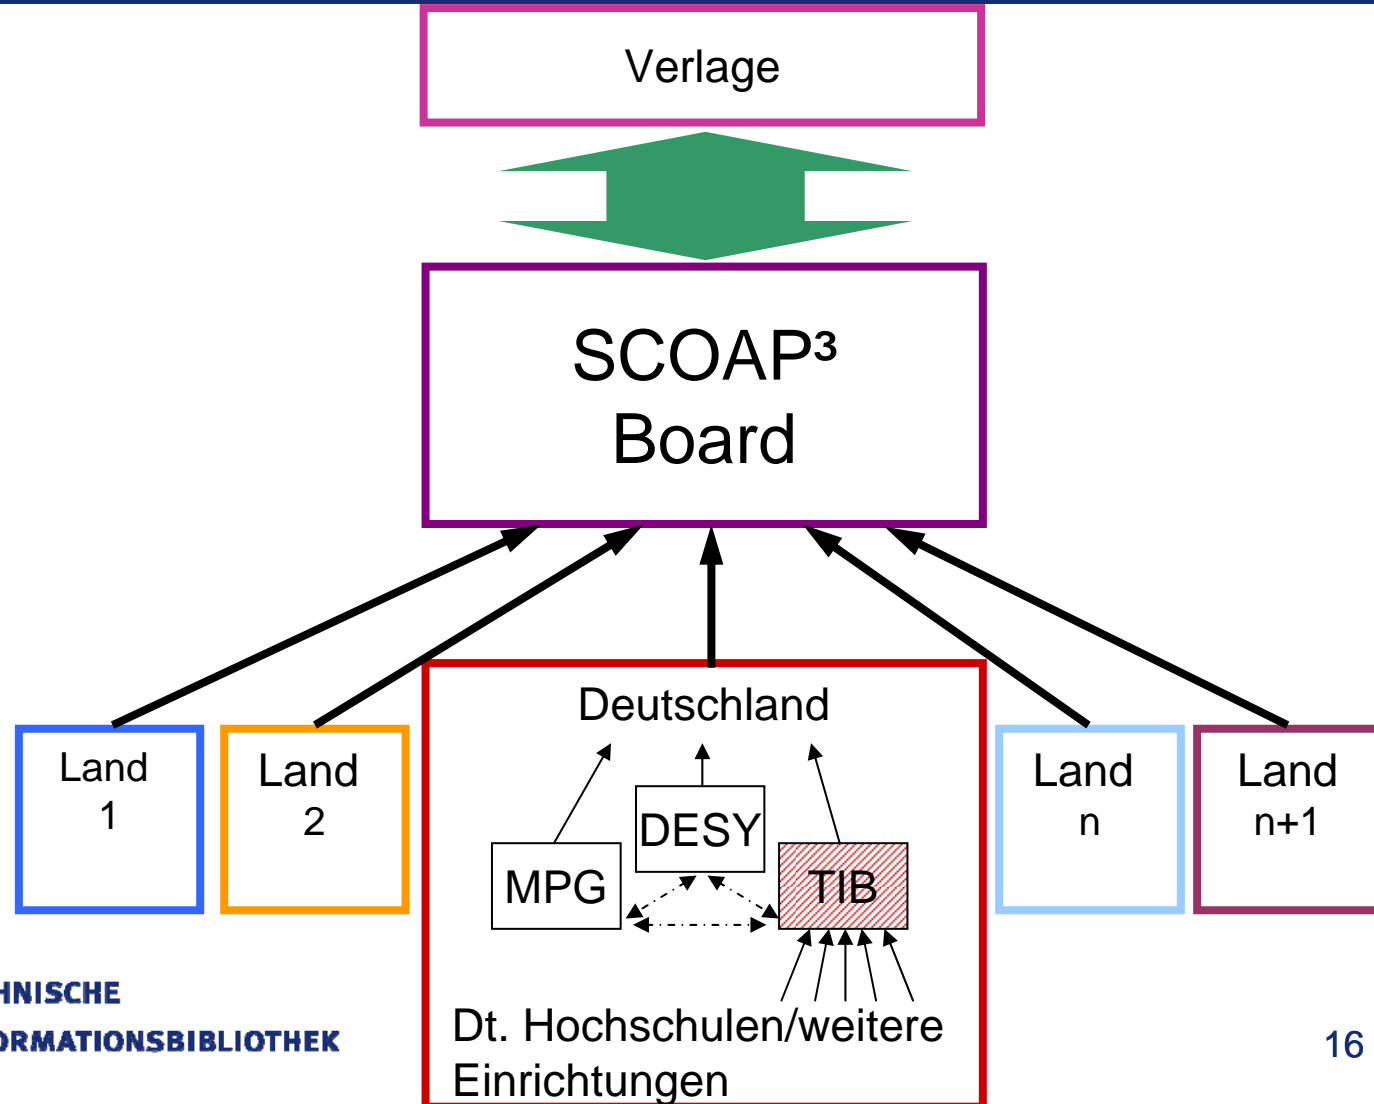 Verlage
SCOAP³
Board
Deutschland
Land
1
Land
2
Land
n
Land
n+1
DESY
MPG
TIB
Dt. Hochschulen/weitere
Einrichtungen
HNISCHE
ORMATIONSBIBLIOTHEK
16